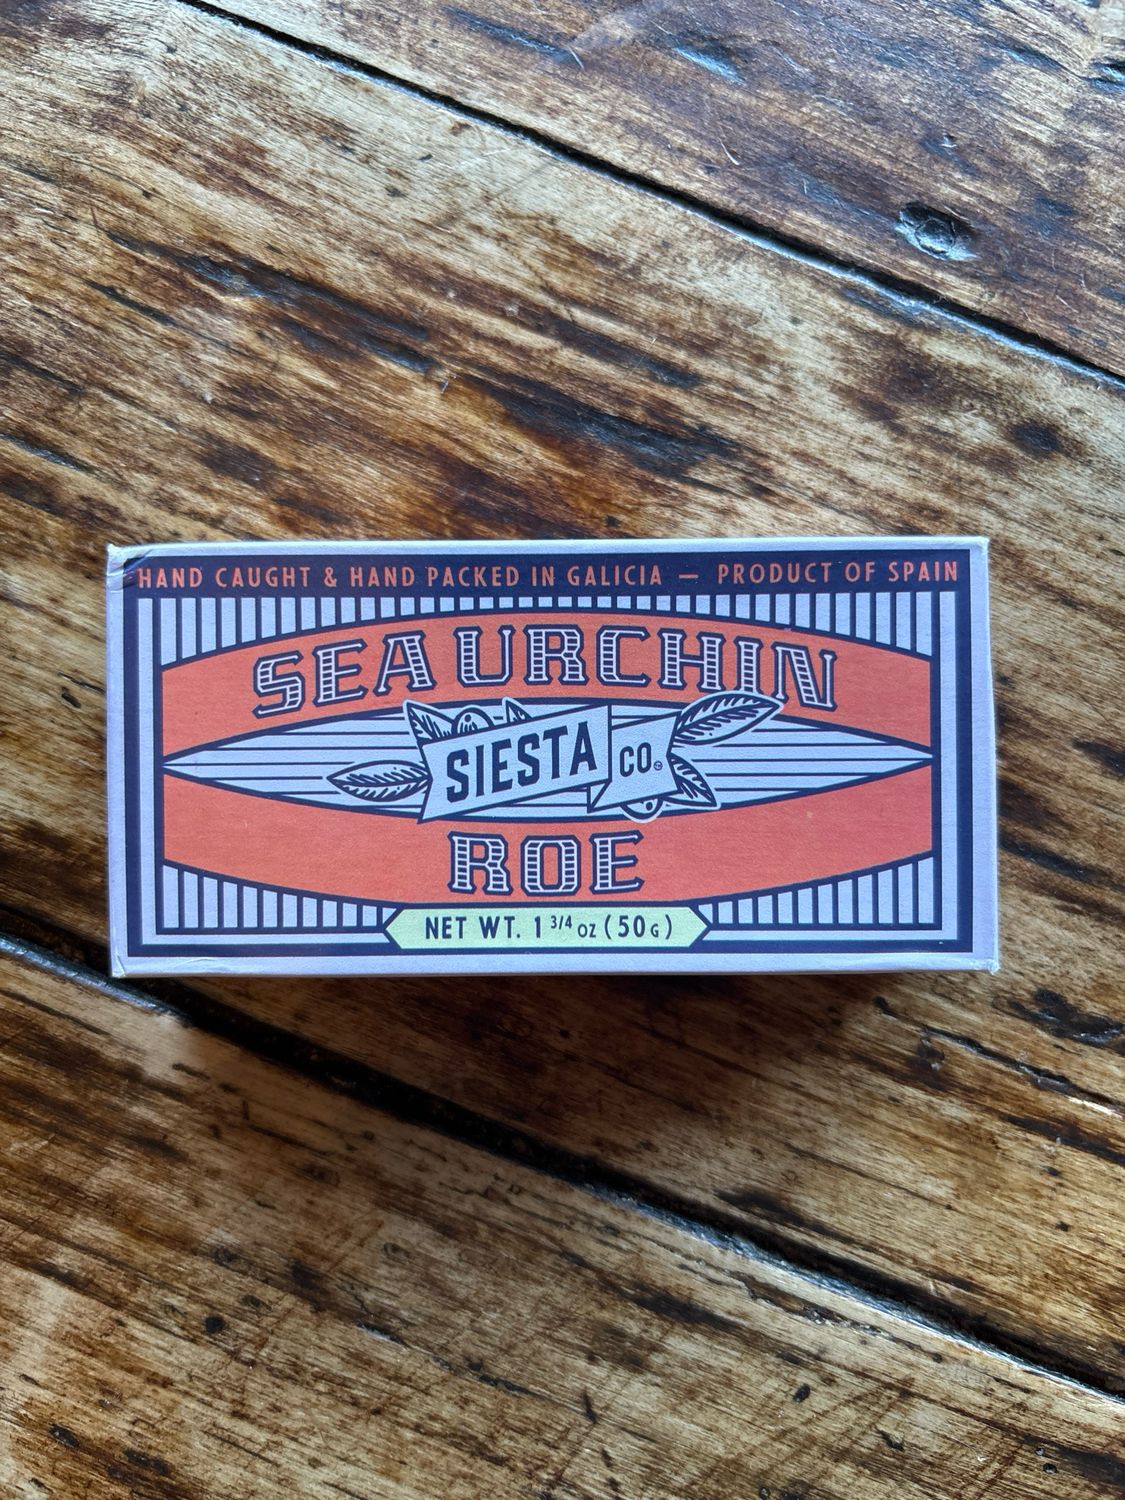 HAND CAUGHT & HAND PACKED IN GALICIA — PRODUCT OF SPAIN
SEA URCHIN
SIESTA CO.
ROE
NET WT. 1 3/4 OZ (50G)